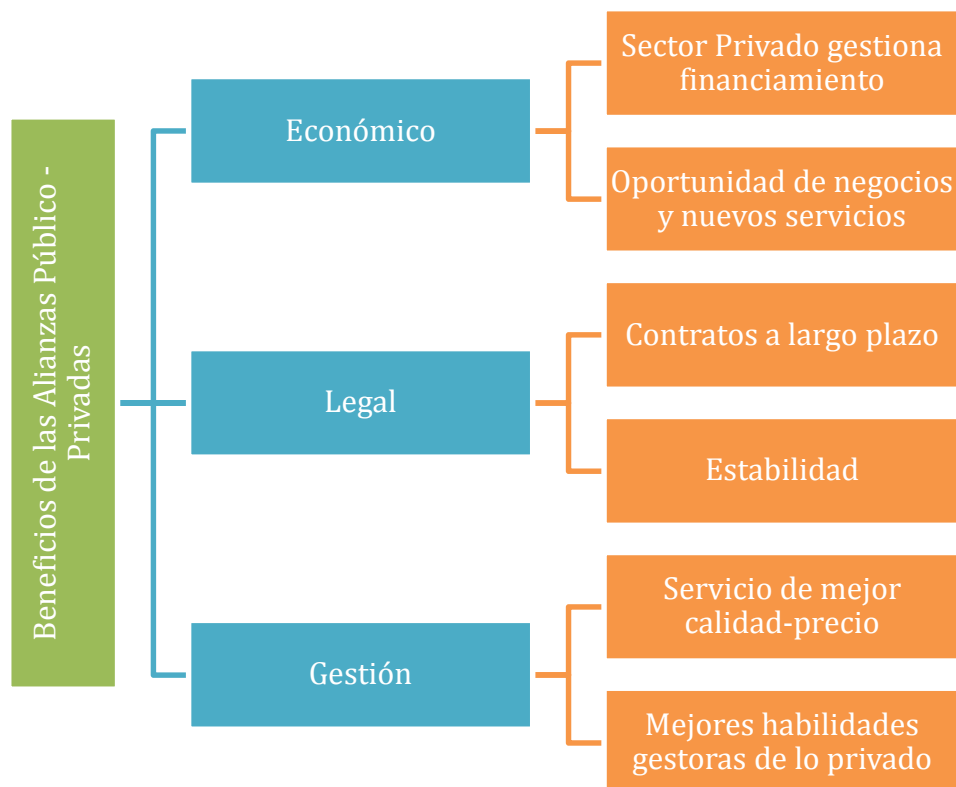 Beneficios de las Alianzas Público -
Privadas
Económico
Sector Privado gestiona
financiamiento
Oportunidad de negocios
y nuevos servicios
Legal
Contratos a largo plazo
Estabilidad
Gestión
Servicio de mejor
calidad-precio
Mejores habilidades
gestoras de lo privado